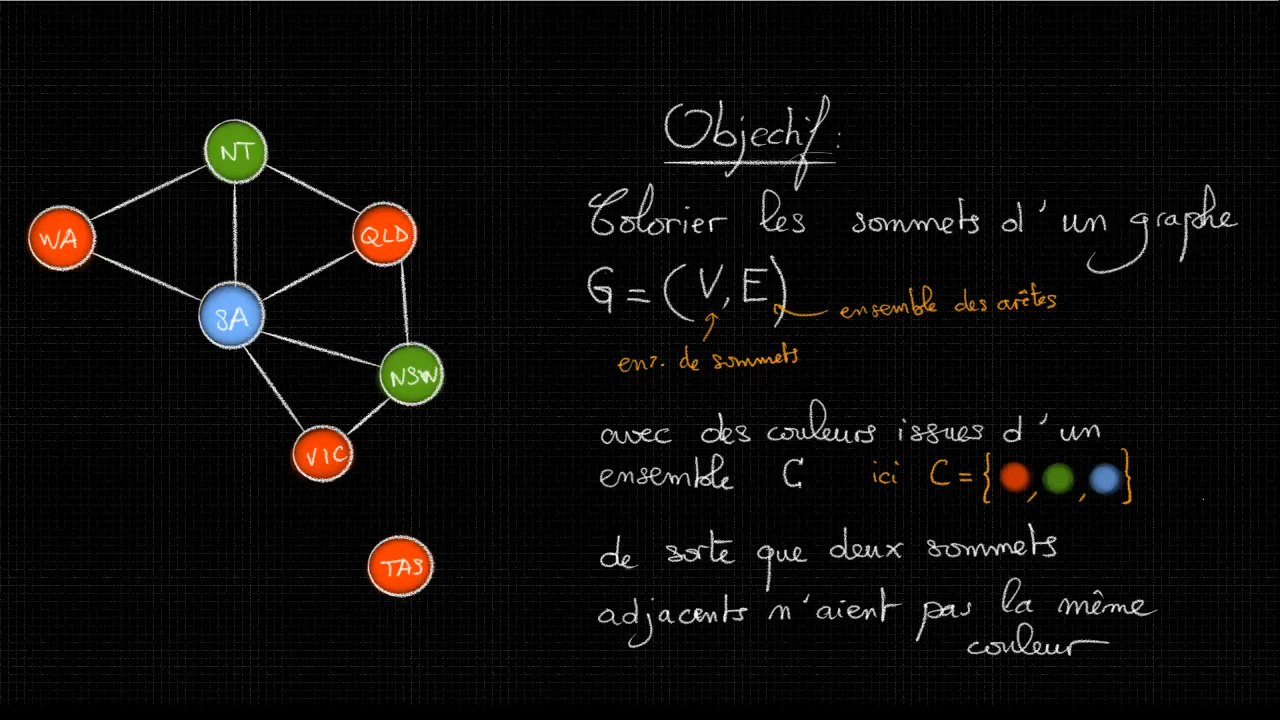 NT
WA
QLD
SA
NSW
VIC
TAS
Objectif :
Colorier les sommets d'un graphe
G = (V, E)
ensemble des arêtes
ens. de sommets
avec des couleurs issues d'un
ensemble C ici C = { , , }
de sorte que deux sommets
adjacents n'aient pas la même
couleur